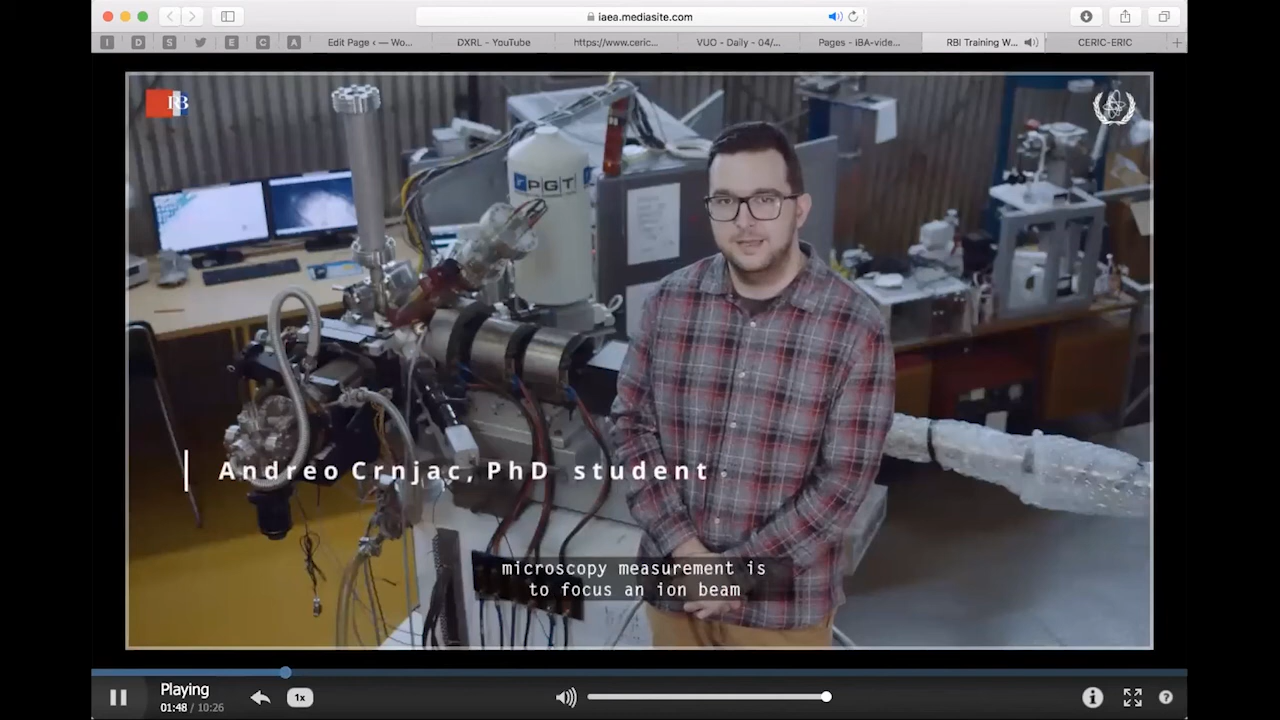 iaea.mediasite.com
I D S E C A Edit Page ‹ — Wo... DXRL - YouTube https://www.ceric... VUO - Daily - 04/... Pages - iBA-vide... RBI Training W... CERIC-ERIC
RB
PGT
Andreo Crnjac, PhD student
microscopy measurement is
to focus an ion beam
Playing
01:48 / 10:26
1x